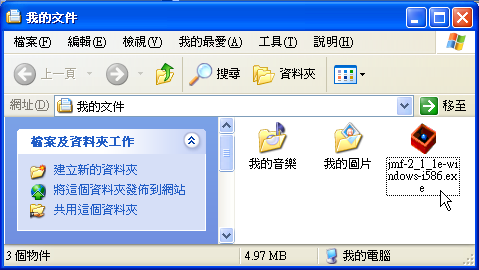 我的文件
檔案(F) 編輯(E) 檢視(V) 我的最愛(A) 工具(T) 說明(H)
上一頁 搜尋 資料夾
網址(D) 我的文件 移至
檔案及資料夾工作
建立新的資料夾
將這個資料夾發佈到網站
共用這個資料夾
我的音樂 我的圖片 jmf-2_1_1e-wi
ndows-i586.ex
e
3 個物件 4.97 MB 我的電腦